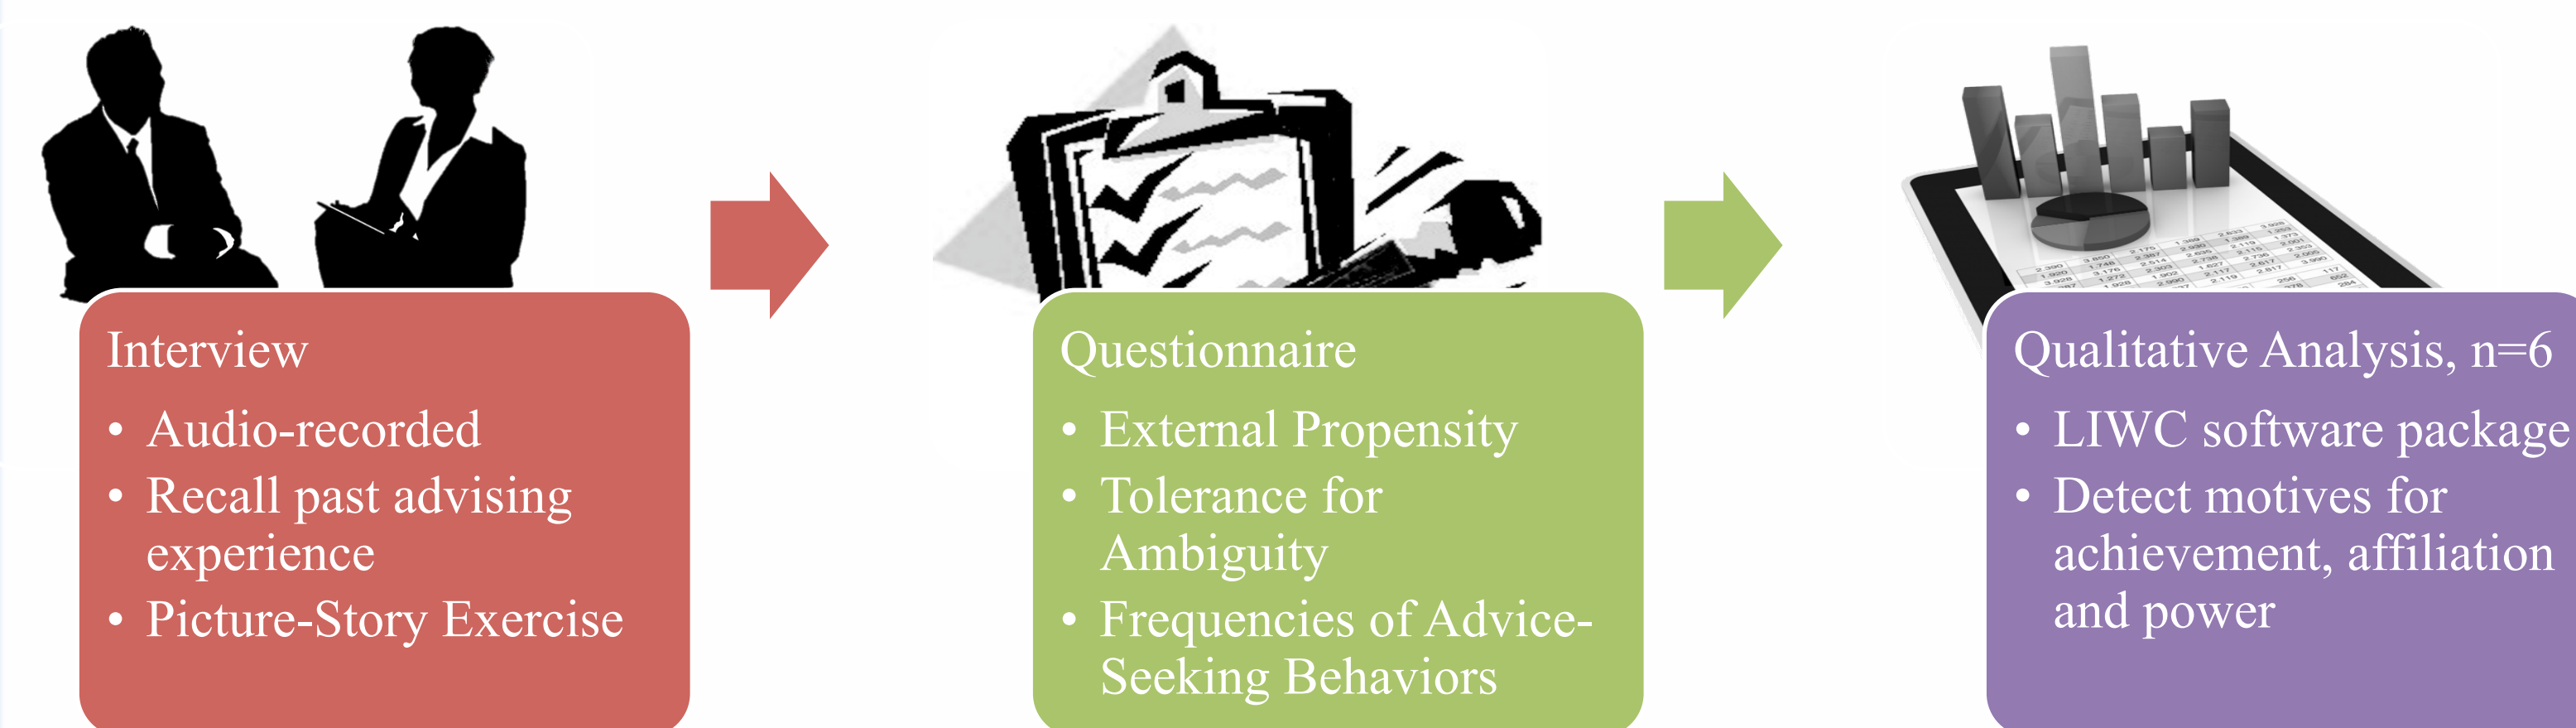 Interview
• Audio-recorded
• Recall past advising
experience
• Picture-Story Exercise
Questionnaire
• External Propensity
• Tolerance for
Ambiguity
• Frequencies of Advice-
Seeking Behaviors
Qualitative Analysis, n=6
• LIWC software package
• Detect motives for
achievement, affiliation
and power